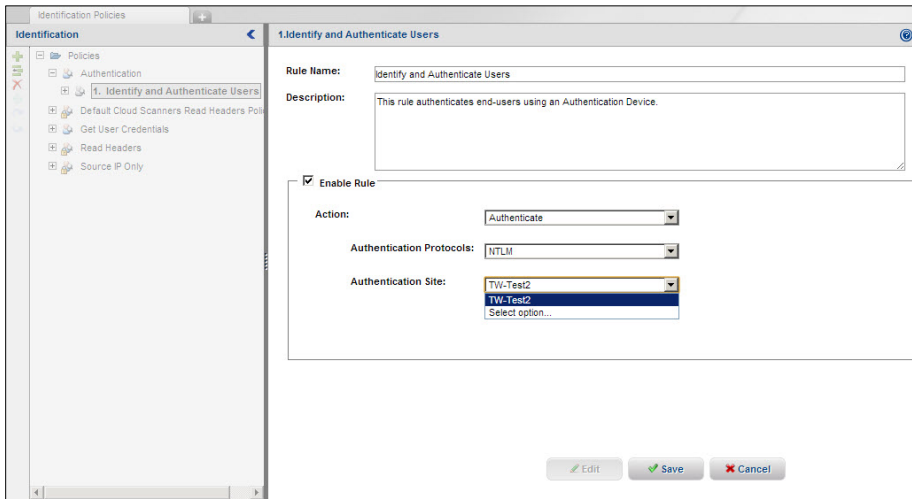 Identification Policies
Identification
Policies
Authentication
1. Identify and Authenticate Users
Default Cloud Scanners Read Headers Poli
Get User Credentials
Read Headers
Source IP Only
1.Identify and Authenticate Users
Rule Name:
Identify and Authenticate Users
Description:
This rule authenticates end-users using an Authentication Device.
Enable Rule
Action:
Authenticate
Authentication Protocols:
NTLM
Authentication Site:
TW-Test2
TW-Test2
Select option...
Edit
Save
Cancel